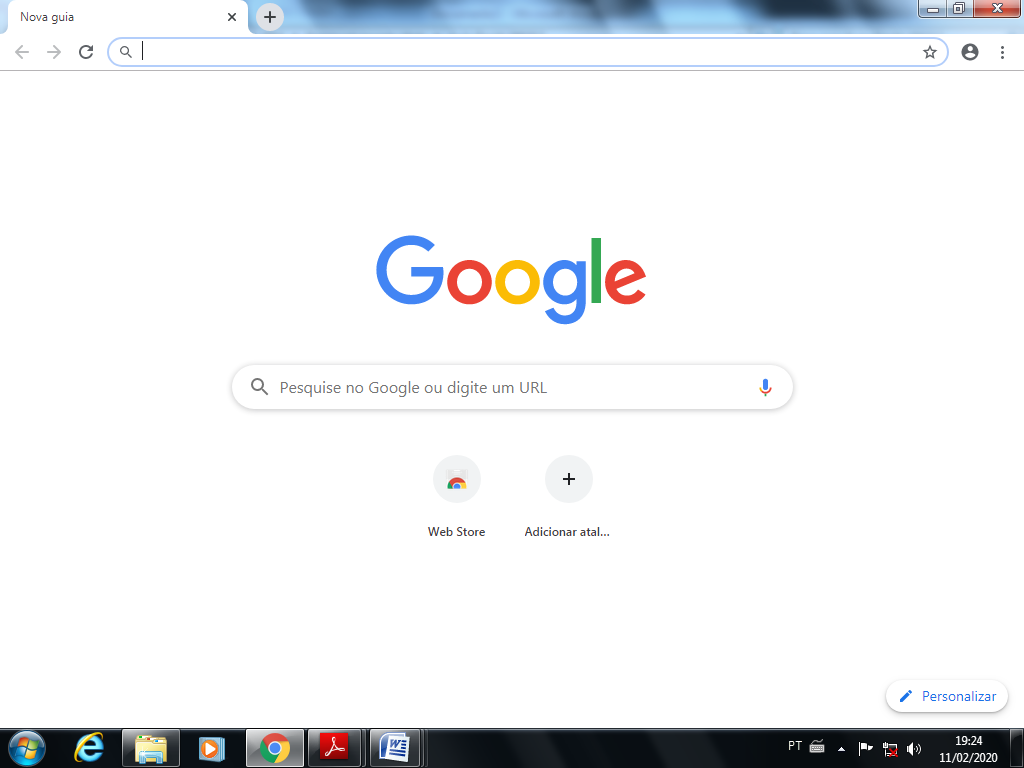 Nova guia
Google
Pesquise no Google ou digite um URL
Web Store
Adicionar atal...
Personalizar
PT
19:24
11/02/2020